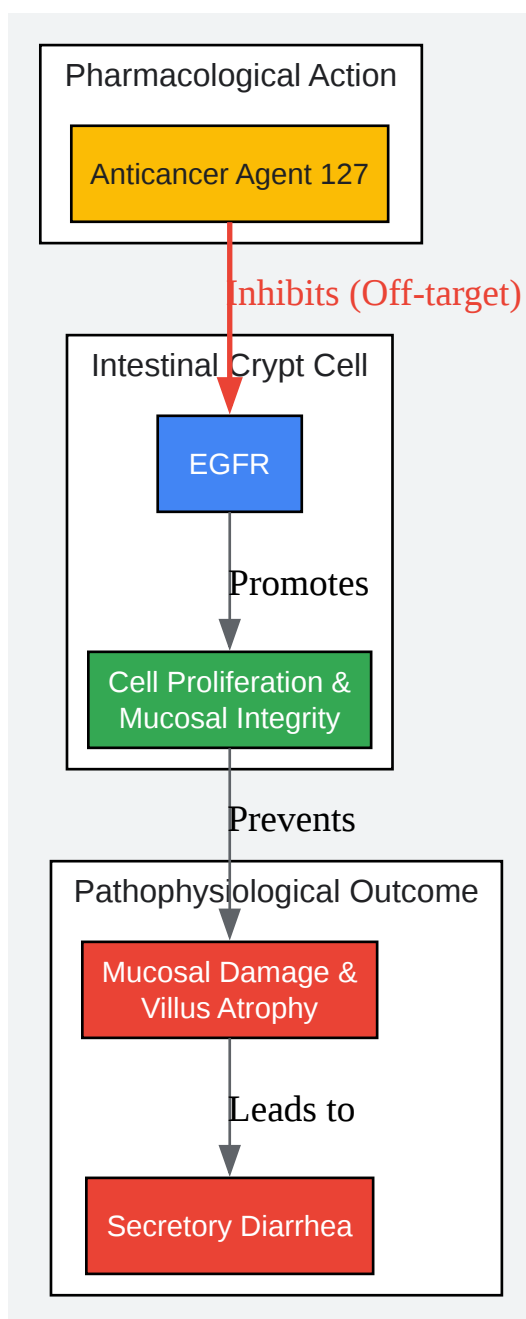 Pharmacological Action
Anticancer Agent 127
Inhibits (Off-target)
Intestinal Crypt Cell
EGFR
Promotes
Cell Proliferation &
Mucosal Integrity
Prevents
Pathophysiological Outcome
Mucosal Damage &
Villus Atrophy
Leads to
Secretory Diarrhea